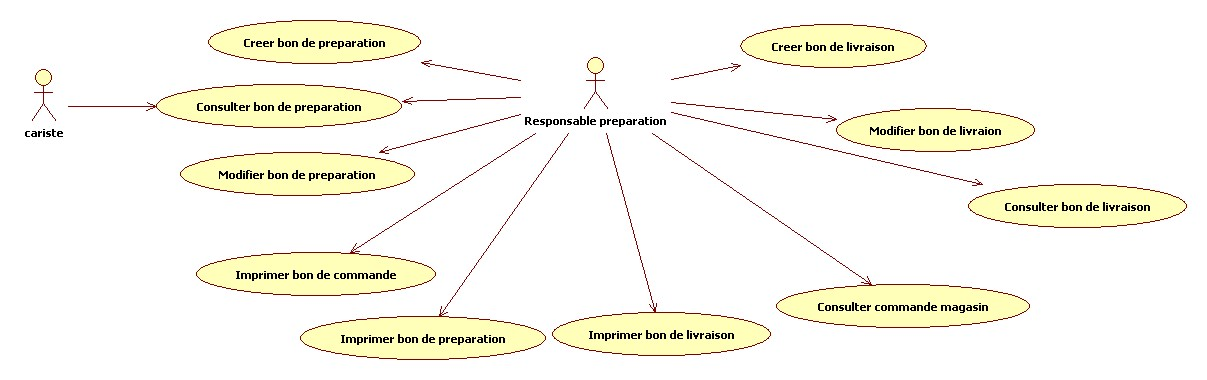 Creer bon de preparation
Creer bon de livraison
Consulter bon de preparation
cariste
Responsable preparation
Modifier bon de livraion
Modifier bon de preparation
Consulter bon de livraison
Imprimer bon de commande
Consulter commande magasin
Imprimer bon de preparation
Imprimer bon de livraison